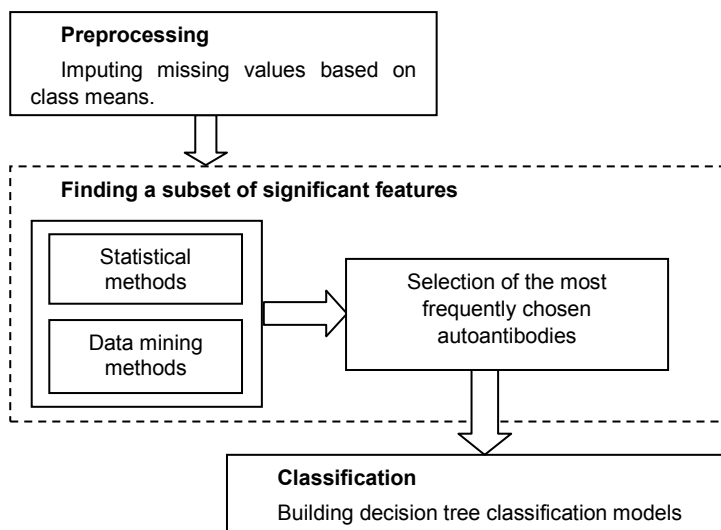 Preprocessing
Imputing missing values based on
class means.
Finding a subset of significant features
Statistical
methods
Data mining
methods
Selection of the most
frequently chosen
autoantibodies
Classification
Building decision tree classification models